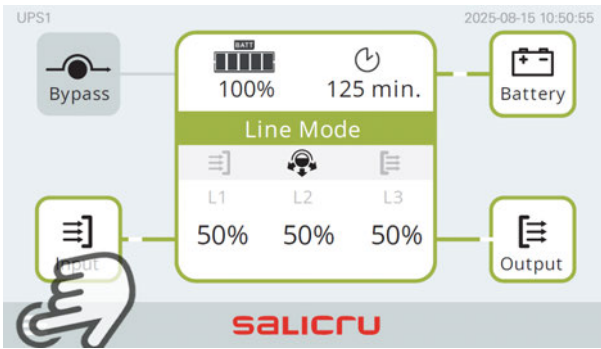 UPS1
2025-08-15 10:50:55
BATT
100%
125 min.
Bypass
Battery
Line Mode
L1 L2 L3
50% 50% 50%
Input
Output
salicru